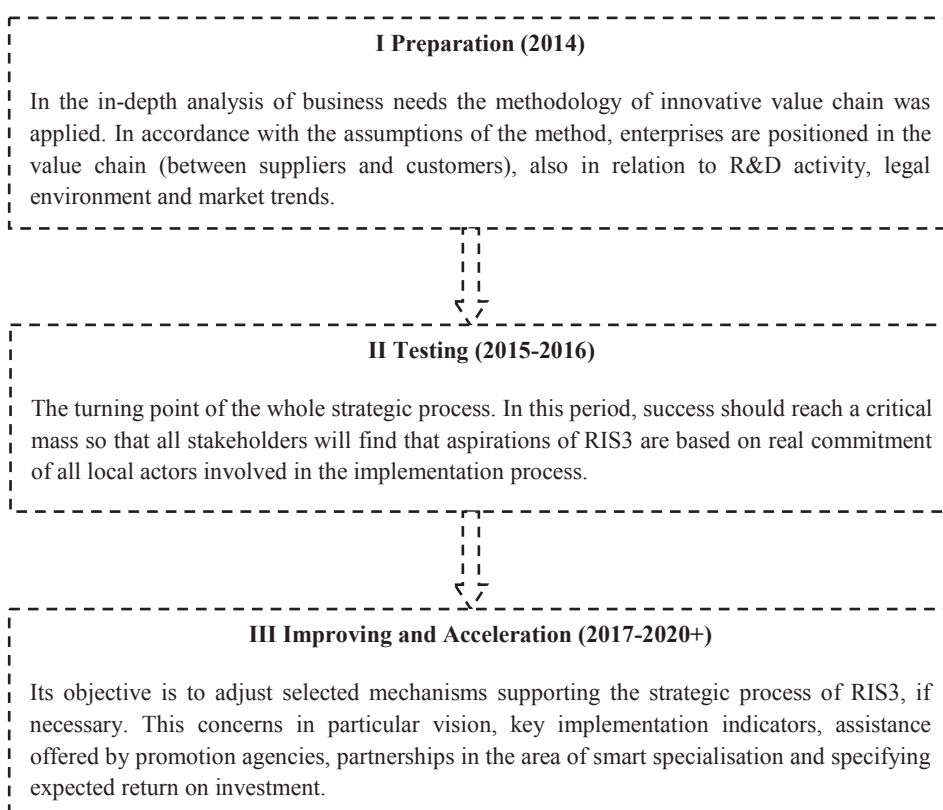 I Preparation (2014)
In the in-depth analysis of business needs the methodology of innovative value chain was
applied. In accordance with the assumptions of the method, enterprises are positioned in the
value chain (between suppliers and customers), also in relation to R&D activity, legal
environment and market trends.
II Testing (2015-2016)
The turning point of the whole strategic process. In this period, success should reach a critical
mass so that all stakeholders will find that aspirations of RIS3 are based on real commitment
of all local actors involved in the implementation process.
III Improving and Acceleration (2017-2020+)
Its objective is to adjust selected mechanisms supporting the strategic process of RIS3, if
necessary. This concerns in particular vision, key implementation indicators, assistance
offered by promotion agencies, partnerships in the area of smart specialisation and specifying
expected return on investment.